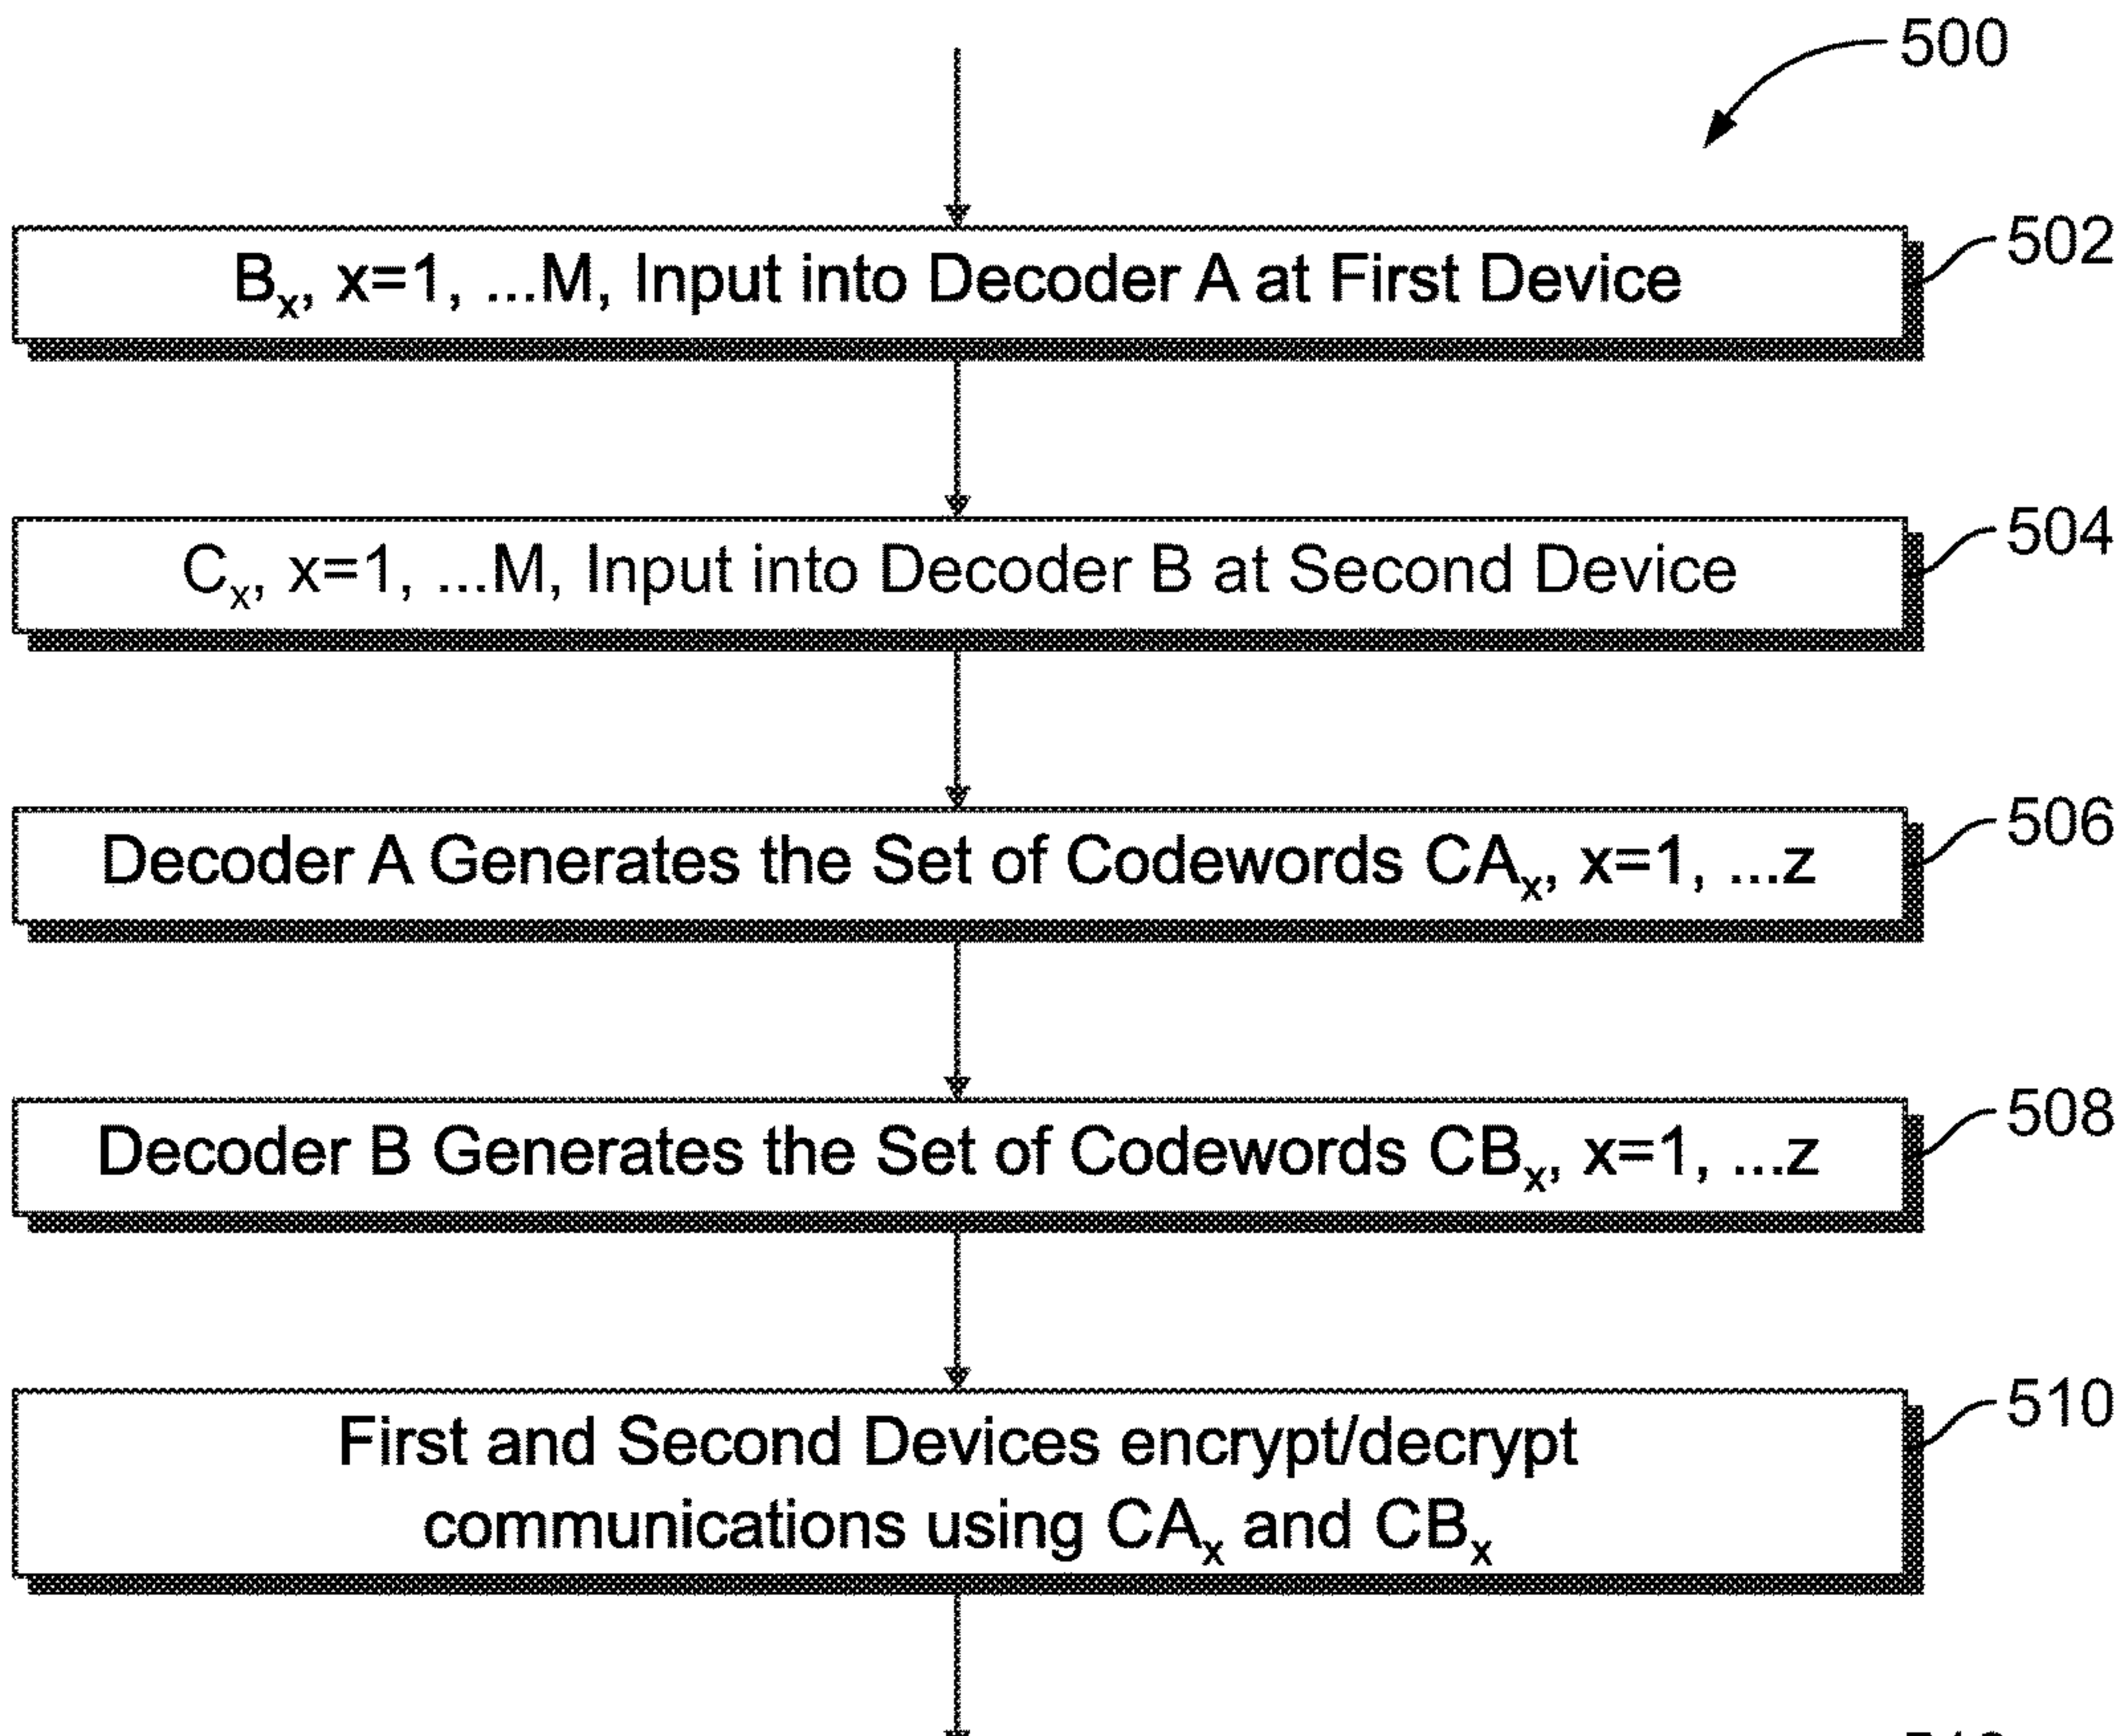 500
502
Bx, x=1, ...M, Input into Decoder A at First Device
504
Cx, x=1, ...M, Input into Decoder B at Second Device
506
Decoder A Generates the Set of Codewords CAx, x=1, ...z
508
Decoder B Generates the Set of Codewords CBx, x=1, ...z
510
First and Second Devices encrypt/decrypt
communications using CAx and CBx